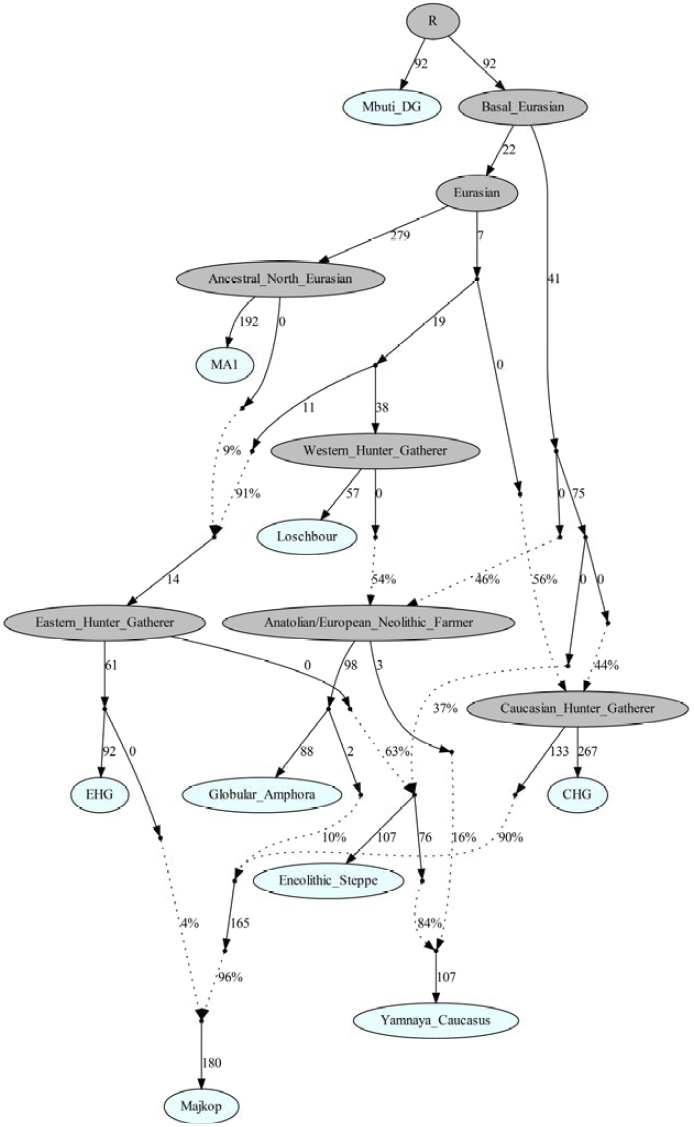 R
92 92
Mbuti_DG Basal_Eurasian
22
Eurasian
279 7 41
Ancestral_North_Eurasian
192 0 19 0
MA1
11 38
9% 91% Western_Hunter_Gatherer
57 0 0 75
Loschbour
14 54% 46% 56% 0 0
Eastern_Hunter_Gatherer Anatolian/European_Neolithic_Farmer
61 0 98 3 44%
37% Caucasian_Hunter_Gatherer
92 0 88 2 63% 133 267
EHG Globular_Amphora CHG
10% 107 76 16% 90%
Eneolithic_Steppe
4% 165 84%
96% 107
Yamnaya_Caucasus
180
Majkop